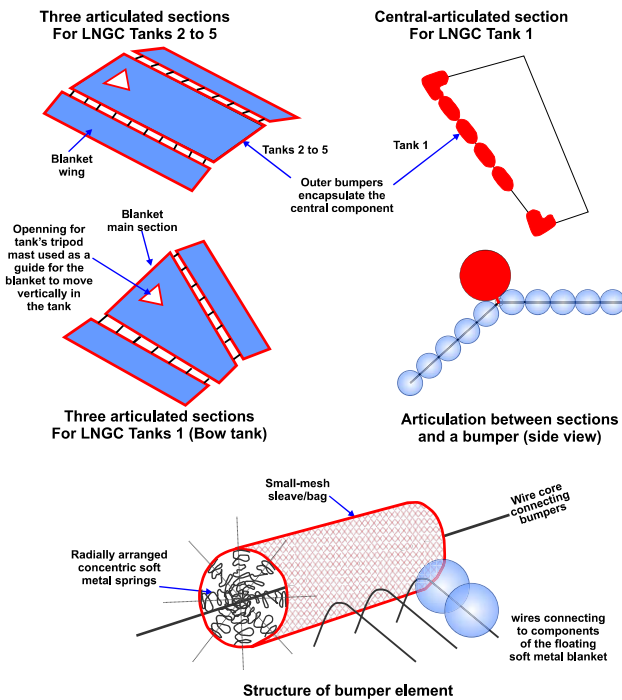 Three articulated sections
For LNGC Tanks 2 to 5
Central-articulated section
For LNGC Tank 1
Blanket
wing
Tanks 2 to 5
Tank 1
Outer bumpers
encapsulate the
central component
Blanket
main section
Openning for
tank's tripod
mast used as a
guide for the
blanket to move
vertically in
the tank
Three articulated sections
For LNGC Tanks 1 (Bow tank)
Articulation between sections
and a bumper (side view)
Small-mesh
sleave/bag
Wire core
connecting
bumpers
Radially arranged
concentric soft
metal springs
wires connecting
to components
of the floating
soft metal blanket
Structure of bumper element